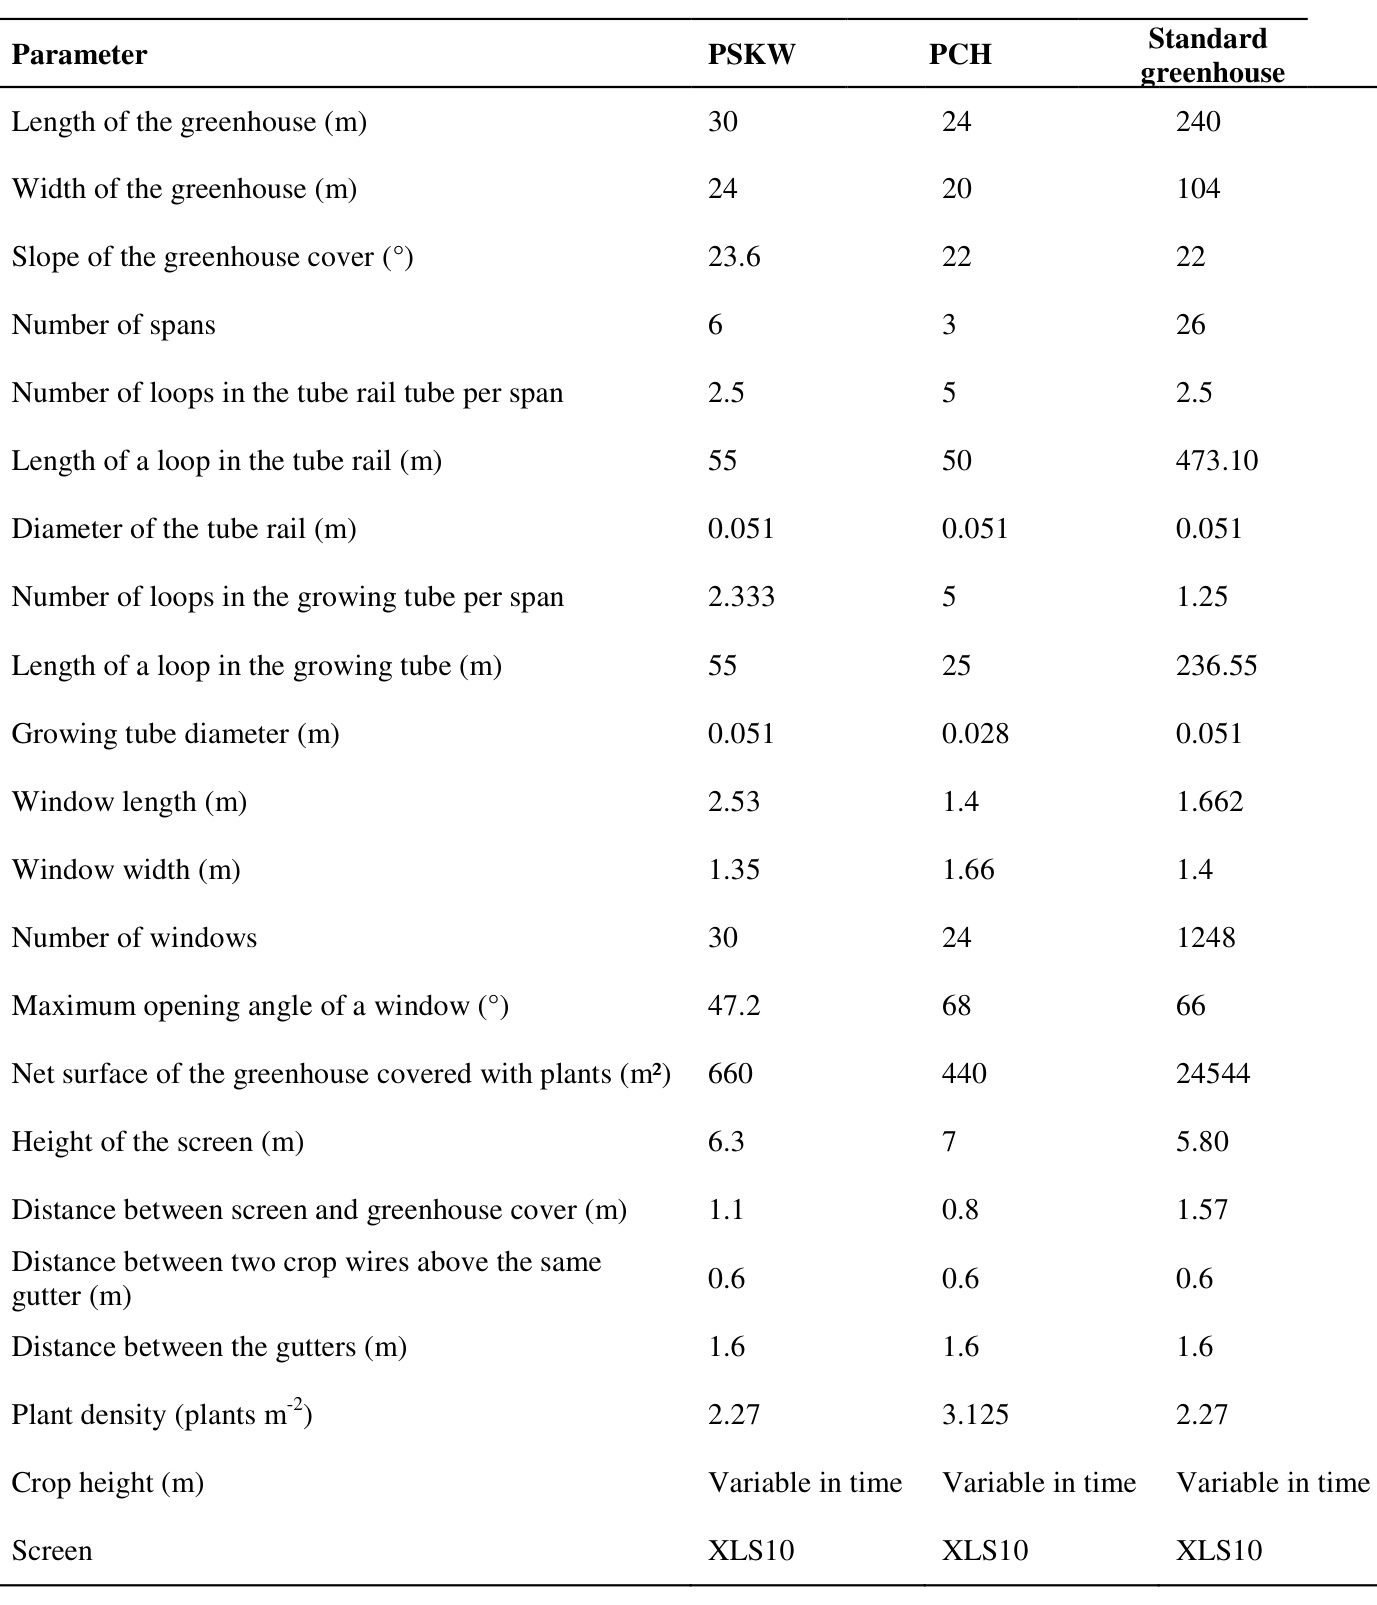 Parameter PSKW PCH Standard greenhouse
Length of the greenhouse (m) 30 24 240
Width of the greenhouse (m) 24 20 104
Slope of the greenhouse cover (°) 23.6 22 22
Number of spans 6 3 26
Number of loops in the tube rail tube per span 2.5 5 2.5
Length of a loop in the tube rail (m) 55 50 473.10
Diameter of the tube rail (m) 0.051 0.051 0.051
Number of loops in the growing tube per span 2.333 5 1.25
Length of a loop in the growing tube (m) 55 25 236.55
Growing tube diameter (m) 0.051 0.028 0.051
Window length (m) 2.53 1.4 1.662
Window width (m) 1.35 1.66 1.4
Number of windows 30 24 1248
Maximum opening angle of a window (°) 47.2 68 66
Net surface of the greenhouse covered with plants (m²) 660 440 24544
Height of the screen (m) 6.3 7 5.80
Distance between screen and greenhouse cover (m) 1.1 0.8 1.57
Distance between two crop wires above the same
gutter (m) 0.6 0.6 0.6
Distance between the gutters (m) 1.6 1.6 1.6
Plant density (plants m-2) 2.27 3.125 2.27
Crop height (m) Variable in time Variable in time Variable in time
Screen XLS10 XLS10 XLS10